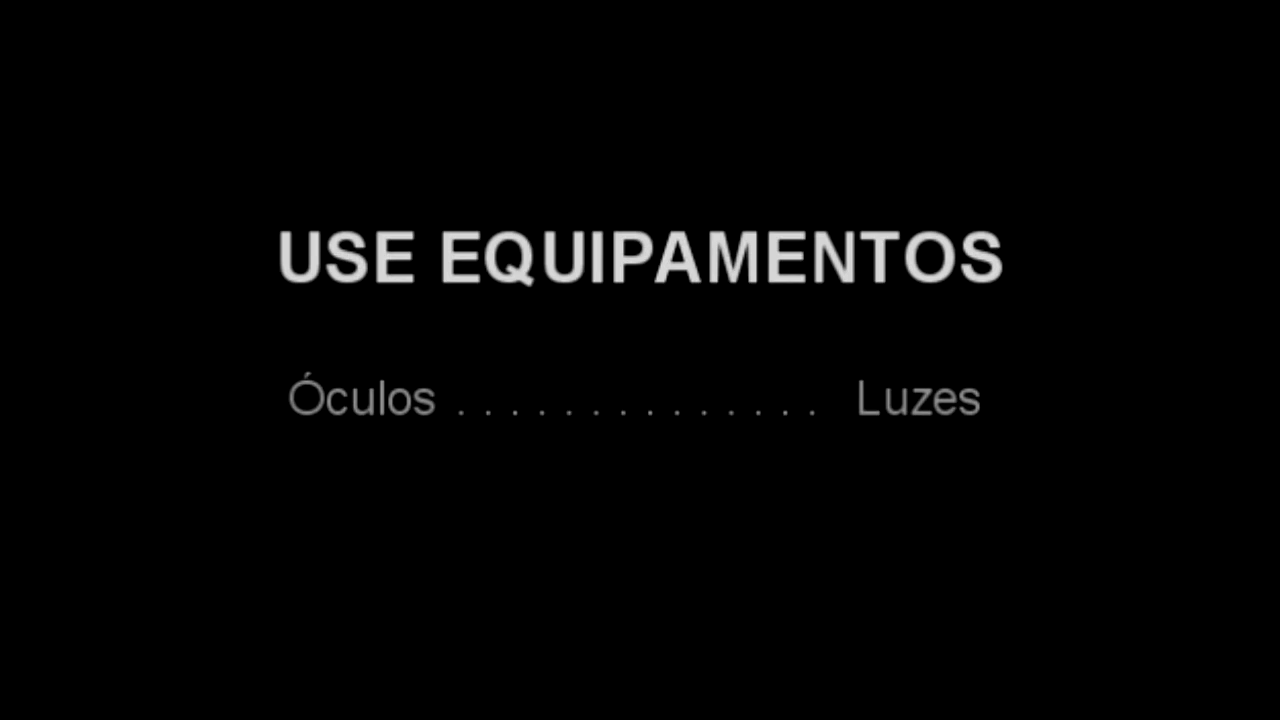 USE EQUIPAMENTOS
Óculos . . . . . . . . . . . . . . Luzes